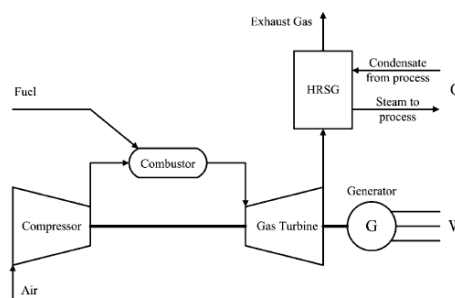 Exhaust Gas
Condensate
from process
HRSG
Steam to
process
Fuel
Combustor
Generator
Compressor
Gas Turbine
G
Air